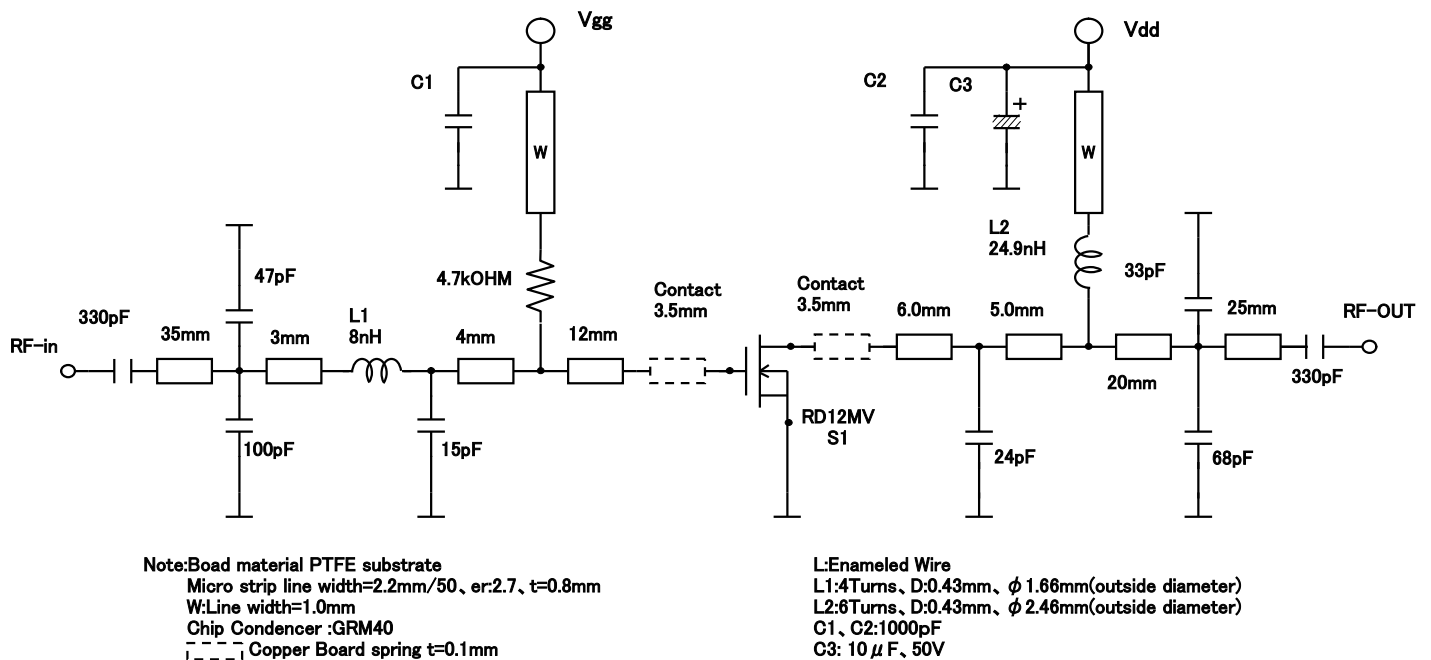 Vgg
Vdd
C1
C2
C3
+
W
W
L2
24.9nH
47pF
4.7kOHM
33pF
Contact
3.5mm
Contact
3.5mm
330pF
35mm
3mm
L1
8nH
4mm
12mm
6.0mm
5.0mm
25mm
RF-in
RF-OUT
20mm
330pF
RD12MV
S1
100pF
15pF
24pF
68pF
Note:Boad material PTFE substrate
Micro strip line width=2.2mm/50、er:2.7、t=0.8mm
W:Line width=1.0mm
Chip Condencer :GRM40
Copper Board spring t=0.1mm
L:Enameled Wire
L1:4Turns、D:0.43mm、φ1.66mm(outside diameter)
L2:6Turns、D:0.43mm、φ2.46mm(outside diameter)
C1、C2:1000pF
C3: 10μF、50V